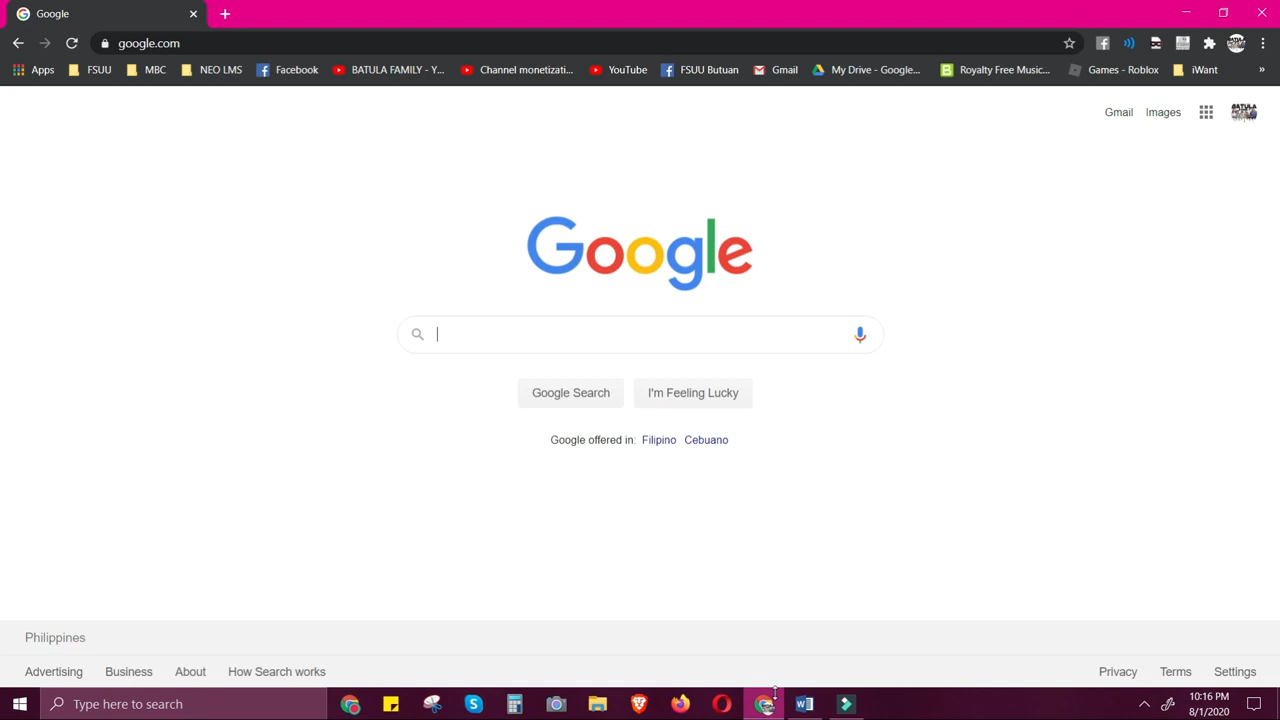 Google
google.com
Apps FSUU MBC NEO LMS Facebook BATULA FAMILY - Y... Channel monetizati... YouTube FSUU Butuan Gmail My Drive - Google... Royalty Free Music... Games - Roblox iWant »
Gmail Images
Google
Google Search I'm Feeling Lucky
Google offered in: Filipino Cebuano
Philippines
Advertising Business About How Search works Privacy Terms Settings
Type here to search
10:16 PM
8/1/2020